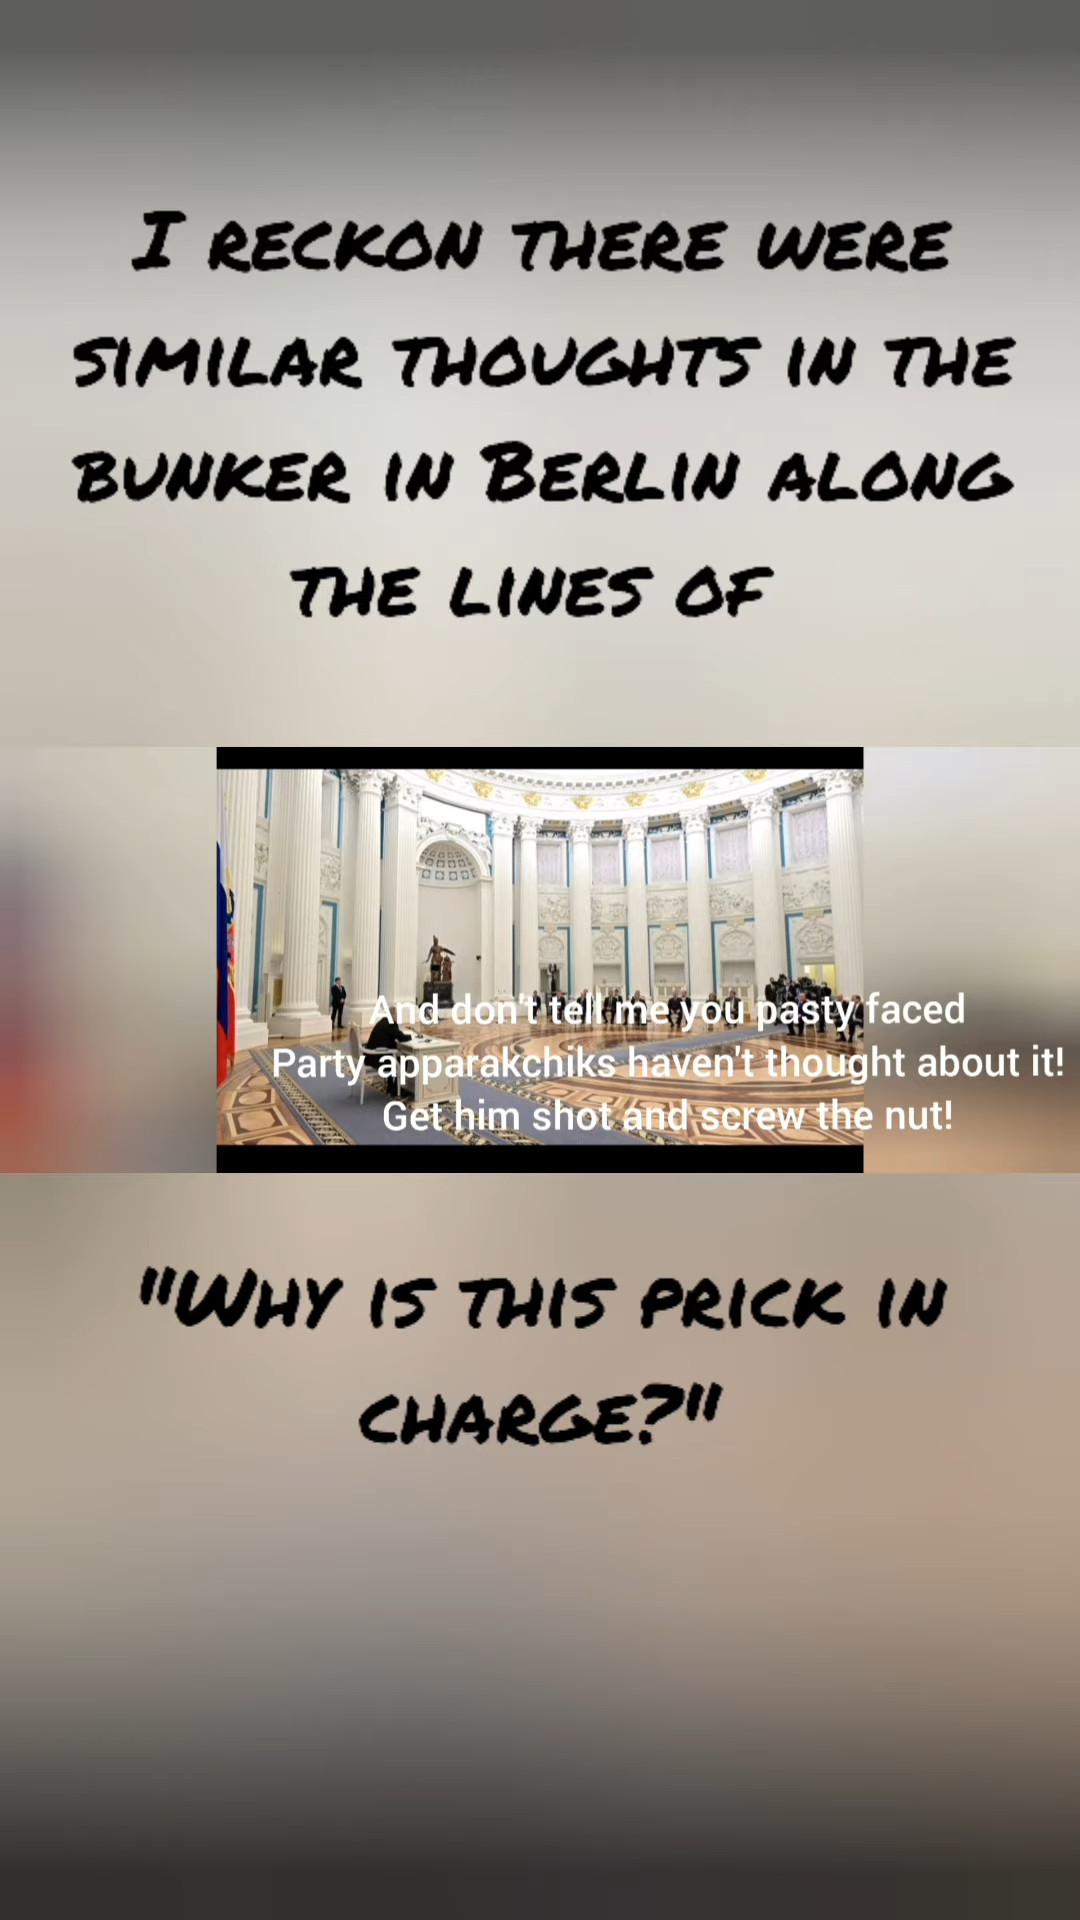 I reckon there were
similar thoughts in the
bunker in Berlin along
the lines of
And don't tell me you pasty faced
Party apparakchiks haven't thought about it!
Get him shot and screw the nut!
"Why is this prick in
charge?"